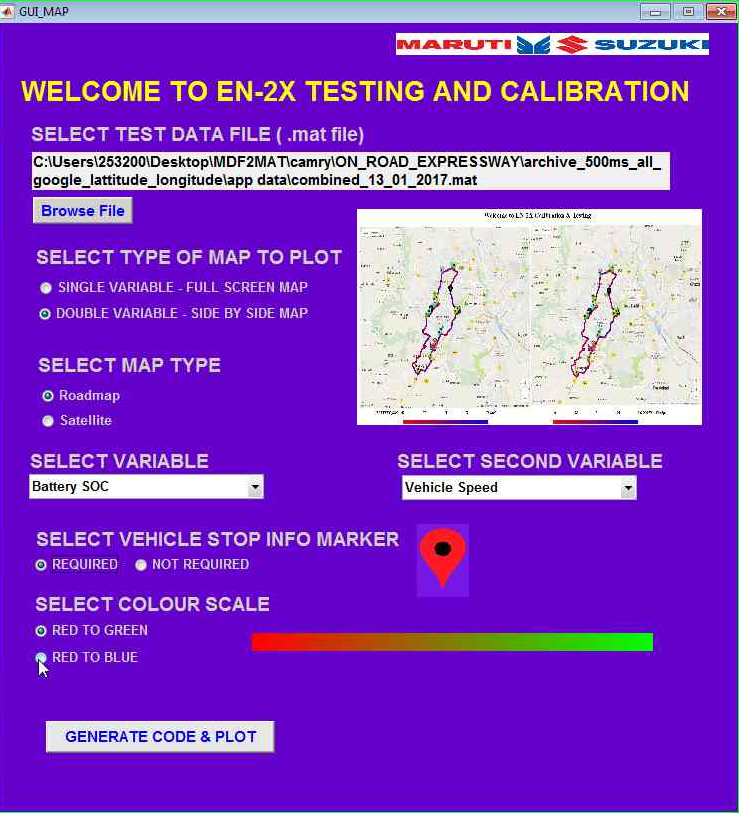 GUI_MAP
MARUTI SUZUKI
WELCOME TO EN-2X TESTING AND CALIBRATION
SELECT TEST DATA FILE ( .mat file)
C:\Users\253200\Desktop\MDF2MAT\camry\ON_ROAD_EXPRESSWAY\archive_500ms_all_
google_lattitude_longitude\app data\combined_13_01_2017.mat
Browse File
Welcome to EN-2X Calibration & Testing
SELECT TYPE OF MAP TO PLOT
SINGLE VARIABLE - FULL SCREEN MAP
DOUBLE VARIABLE - SIDE BY SIDE MAP
SELECT MAP TYPE
Roadmap
Satellite
SELECT VARIABLE
SELECT SECOND VARIABLE
Battery SOC
Vehicle Speed
SELECT VEHICLE STOP INFO MARKER
REQUIRED
NOT REQUIRED
SELECT COLOUR SCALE
RED TO GREEN
RED TO BLUE
GENERATE CODE & PLOT